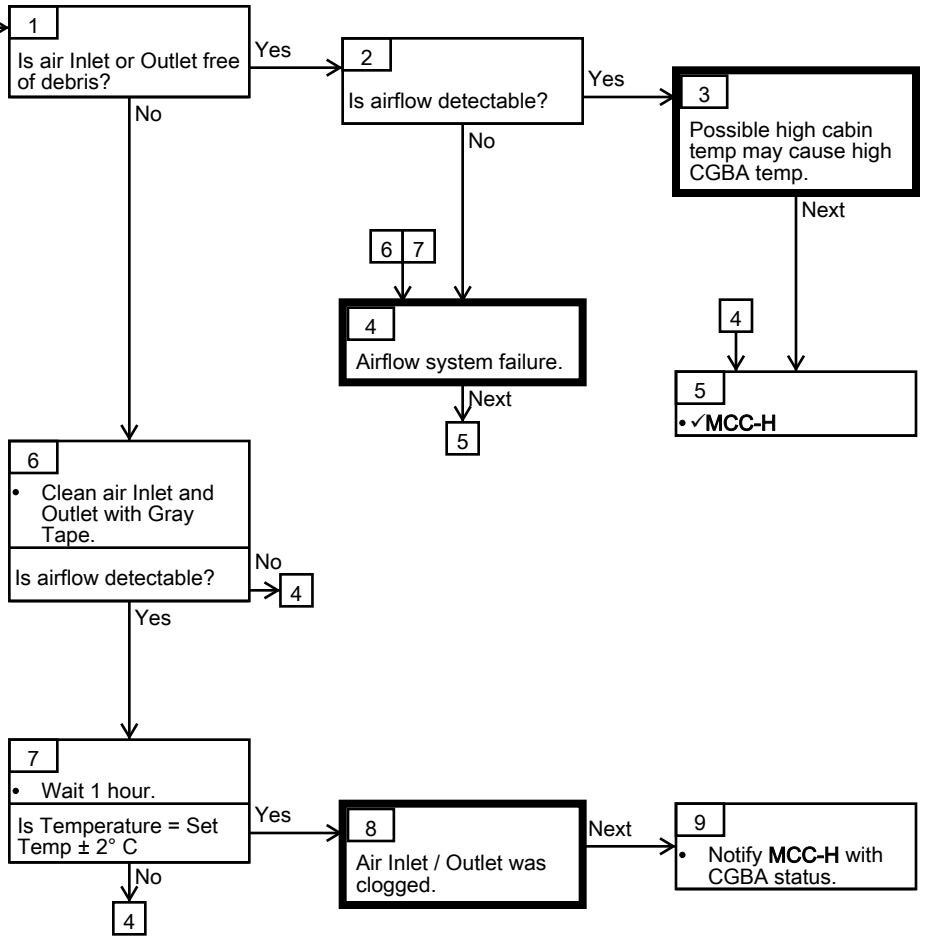 1
Is air Inlet or Outlet free
of debris?
Yes
No
2
Is airflow detectable?
Yes
No
3
Possible high cabin
temp may cause high
CGBA temp.
Next
6 7
4
Airflow system failure.
Next
5
4
5
• ✓MCC-H
6
• Clean air Inlet and
Outlet with Gray
Tape.
Is airflow detectable?
No
4
Yes
7
• Wait 1 hour.
Is Temperature = Set
Temp ± 2° C
Yes
No
4
8
Air Inlet / Outlet was
clogged.
Next
9
• Notify MCC-H with
CGBA status.